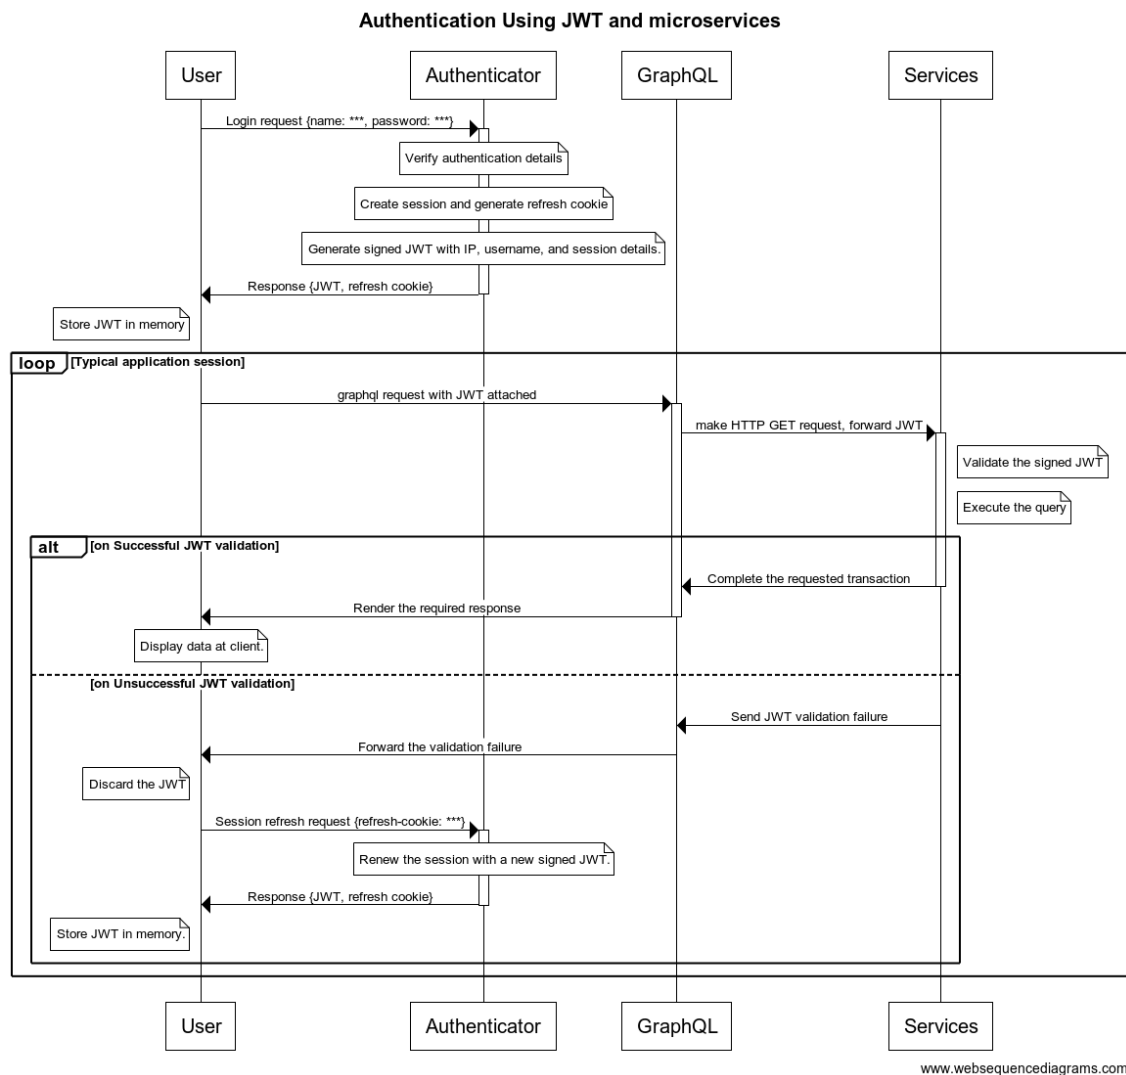 Authentication Using JWT and microservices
User
Authenticator
GraphQL
Services
Login request {name: ***, password: ***}
Verify authentication details
Create session and generate refresh cookie
Generate signed JWT with IP, username, and session details.
Response {JWT, refresh cookie}
Store JWT in memory
loop
[Typical application session]
graphql request with JWT attached
make HTTP GET request, forward JWT
Validate the signed JWT
Execute the query
alt
[on Successful JWT validation]
Complete the requested transaction
Render the required response
Display data at client.
[on Unsuccessful JWT validation]
Send JWT validation failure
Forward the validation failure
Discard the JWT
Session refresh request {refresh-cookie: ***}
Renew the session with a new signed JWT.
Response {JWT, refresh cookie}
Store JWT in memory.
User
Authenticator
GraphQL
Services
www.websequencediagrams.com